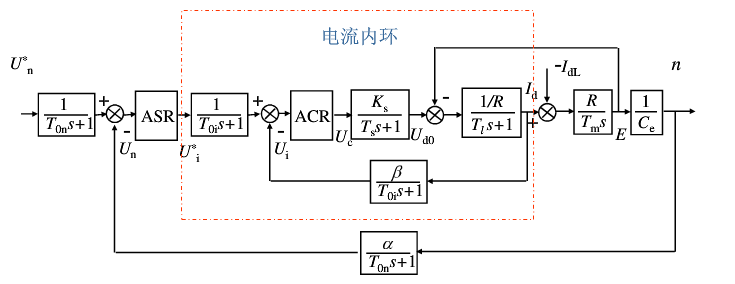 电流内环
U*n
1/(T0ns+1)
+
-
Un
ASR
U*i
1/(T0is+1)
+
-
Ui
ACR
Uc
Ks/(Tss+1)
Ud0
-
1/R
Tls+1
Id
+
-IdL
R/(Tms)
E
1/Ce
n
β/(T0is+1)
α/(T0ns+1)